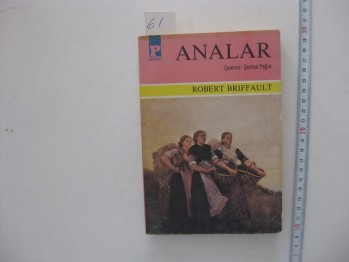 61
P
ANALAR
Çeviren: Şemsa Yeğin
ROBERT BRIFFAULT